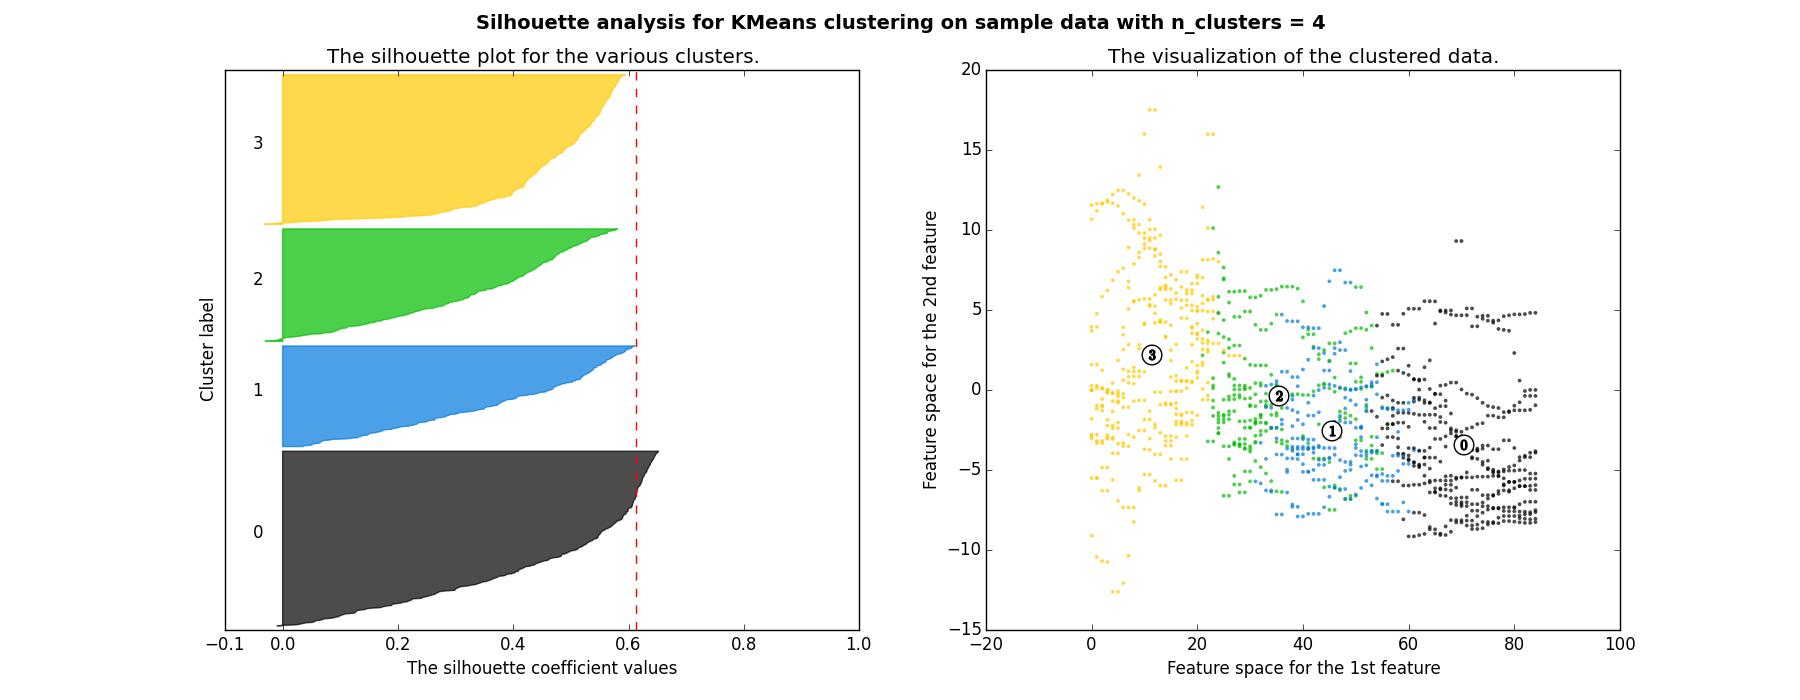 Silhouette analysis for KMeans clustering on sample data with n_clusters = 4
The silhouette plot for the various clusters.
Cluster label
3
2
1
0
−0.1 0.0 0.2 0.4 0.6 0.8 1.0
The silhouette coefficient values
The visualization of the clustered data.
Feature space for the 2nd feature
20
15
10
5
0
−5
−10
−15
3
2
1
0
−20 0 20 40 60 80 100
Feature space for the 1st feature